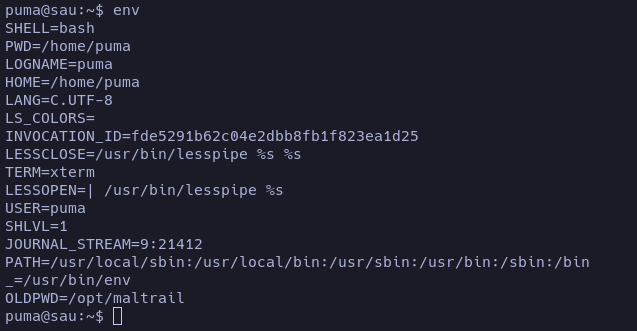 puma@sau:~$ env
SHELL=bash
PWD=/home/puma
LOGNAME=puma
HOME=/home/puma
LANG=C.UTF-8
LS_COLORS=
INVOCATION_ID=fde5291b62c04e2dbb8fb1f823ea1d25
LESSCLOSE=/usr/bin/lesspipe %s %s
TERM=xterm
LESSOPEN=| /usr/bin/lesspipe %s
USER=puma
SHLVL=1
JOURNAL_STREAM=9:21412
PATH=/usr/local/sbin:/usr/local/bin:/usr/sbin:/usr/bin:/sbin:/bin
_=/usr/bin/env
OLDPWD=/opt/maltrail
puma@sau:~$